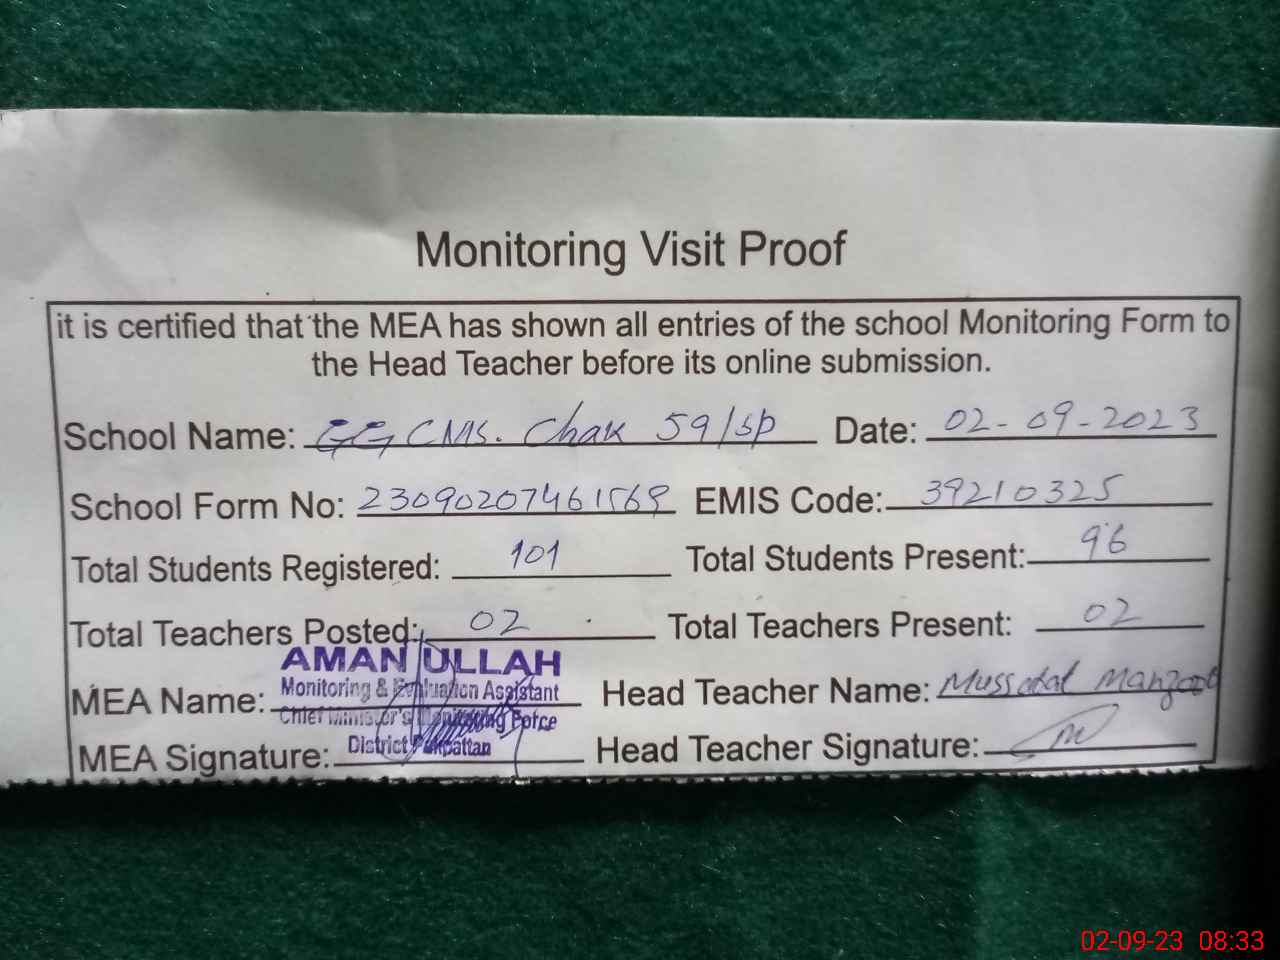 Monitoring Visit Proof
it is certified that the MEA has shown all entries of the school Monitoring Form to
the Head Teacher before its online submission.
School Name: GGCMS. Chak 59/SP Date: 02-09-2023
School Form No: 23090207461569 EMIS Code: 39210325
Total Students Registered: 101 Total Students Present: 96
Total Teachers Posted: 02 Total Teachers Present: 02
AMAN ULLAH
MEA Name: Monitoring & Evaluation Assistant Head Teacher Name: Mussarat Manzoor
Chief Minister's Monitoring Force
MEA Signature: District Pakpattan Head Teacher Signature:
02-09-23 08:33